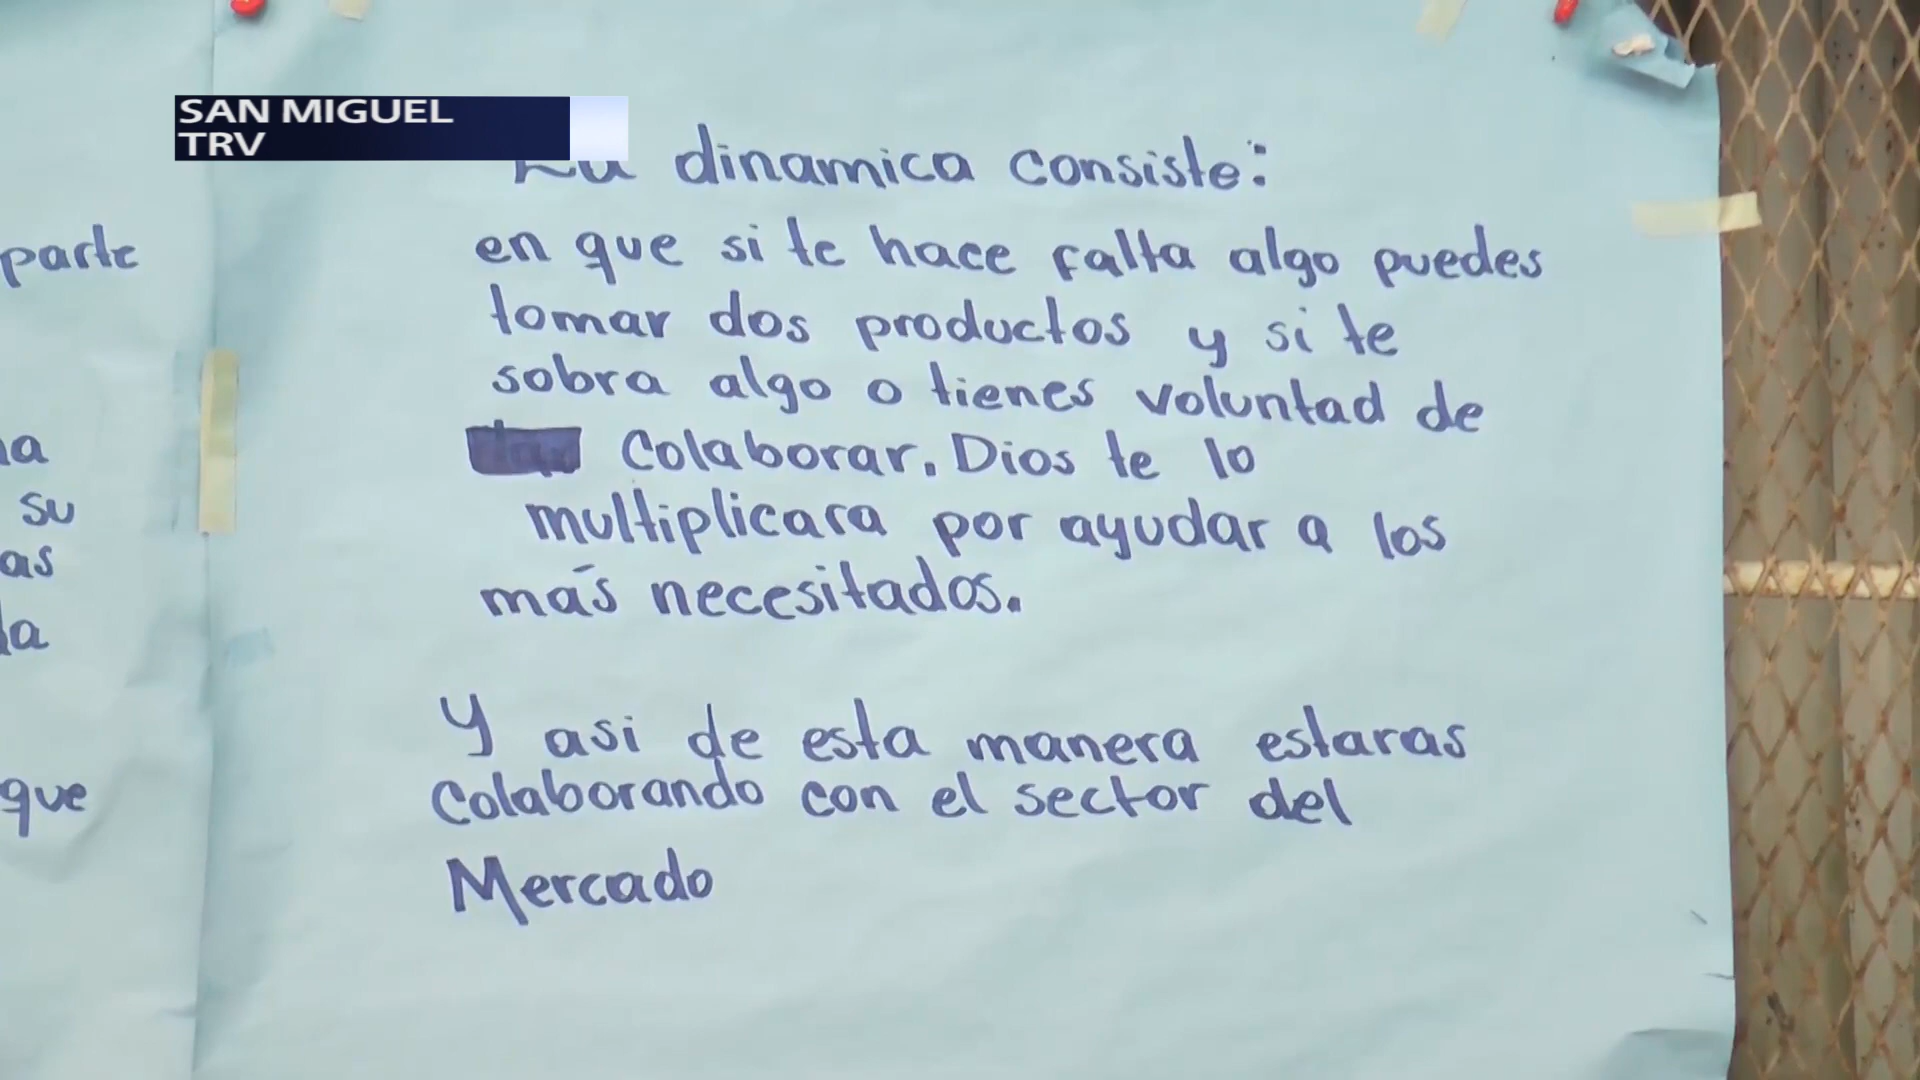 SAN MIGUEL
TRV
La dinamica consiste:
en que si te hace falta algo puedes
tomar dos productos y si te
sobra algo o tienes voluntad de
Colaborar. Dios te lo
multiplicara por ayudar a los
más necesitados.
Y asi de esta manera estaras
Colaborando con el sector del
Mercado
parte
su
as
que